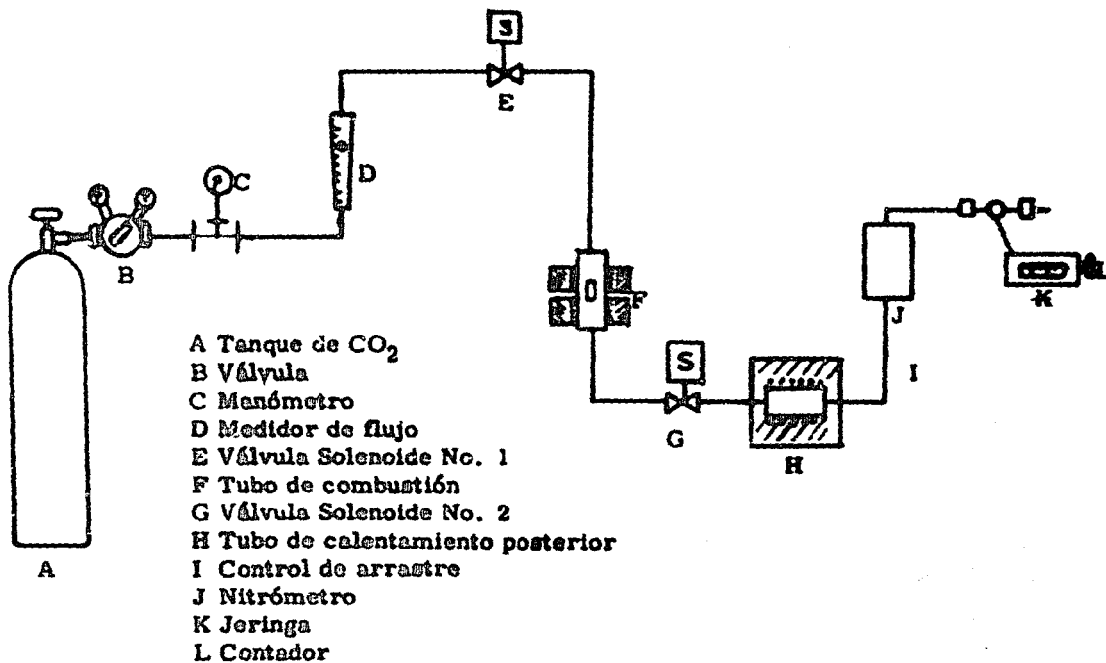 S
E
D
C
B
A
F
S
G
H
I
J
K
L
A Tanque de CO2
B Válvula
C Manómetro
D Medidor de flujo
E Válvula Solenoide No. 1
F Tubo de combustión
G Válvula Solenoide No. 2
H Tubo de calentamiento posterior
I Control de arrastre
J Nitrómetro
K Jeringa
L Contador